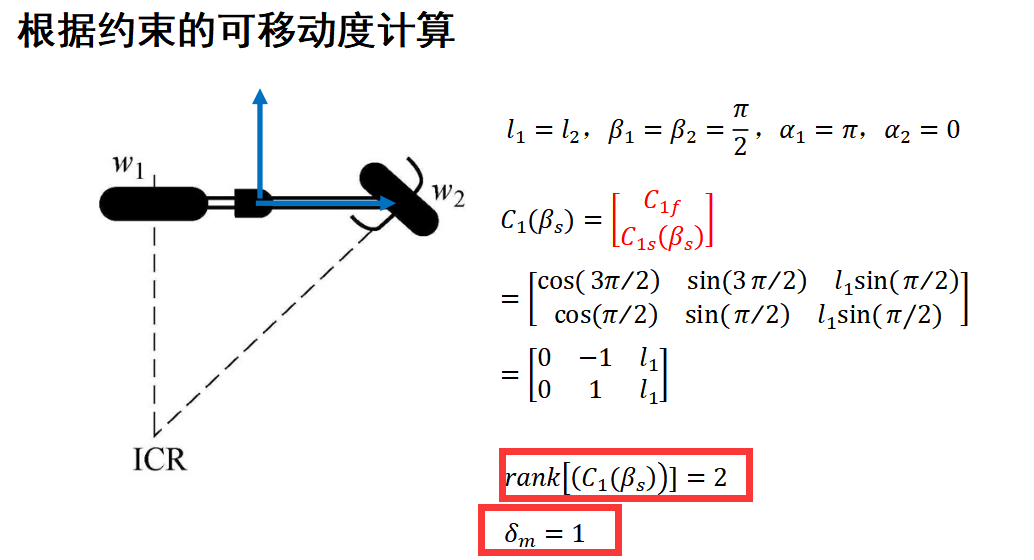 根据约束的可移动度计算
l₁ = l₂，β₁ = β₂ = π/2，α₁ = π，α₂ = 0
w₁
w₂
ICR
C₁(βₛ) = [C₁f
C₁ₛ(βₛ)]
= [cos( 3π/2) sin(3 π/2) l₁sin( π/2)
cos(π/2) sin(π/2) l₁sin(π/2)]
= [0 −1 l₁
0 1 l₁]
rank[(C₁(βₛ))] = 2
δₘ = 1